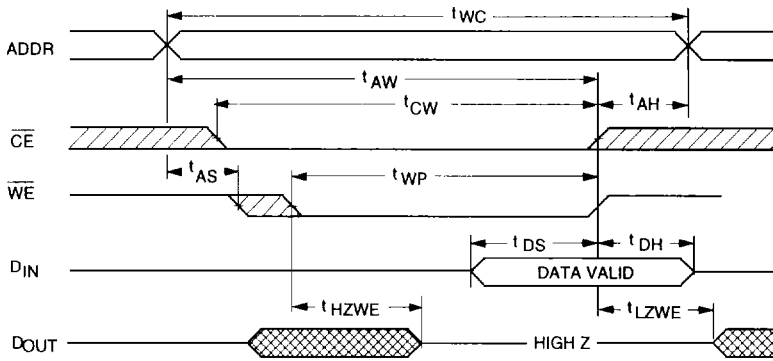 tWC
ADDR
tAW
tCW
tAH
CE
tAS
tWP
WE
tDS
tDH
DIN
DATA VALID
tHZWE
tLZWE
DOUT
HIGH Z